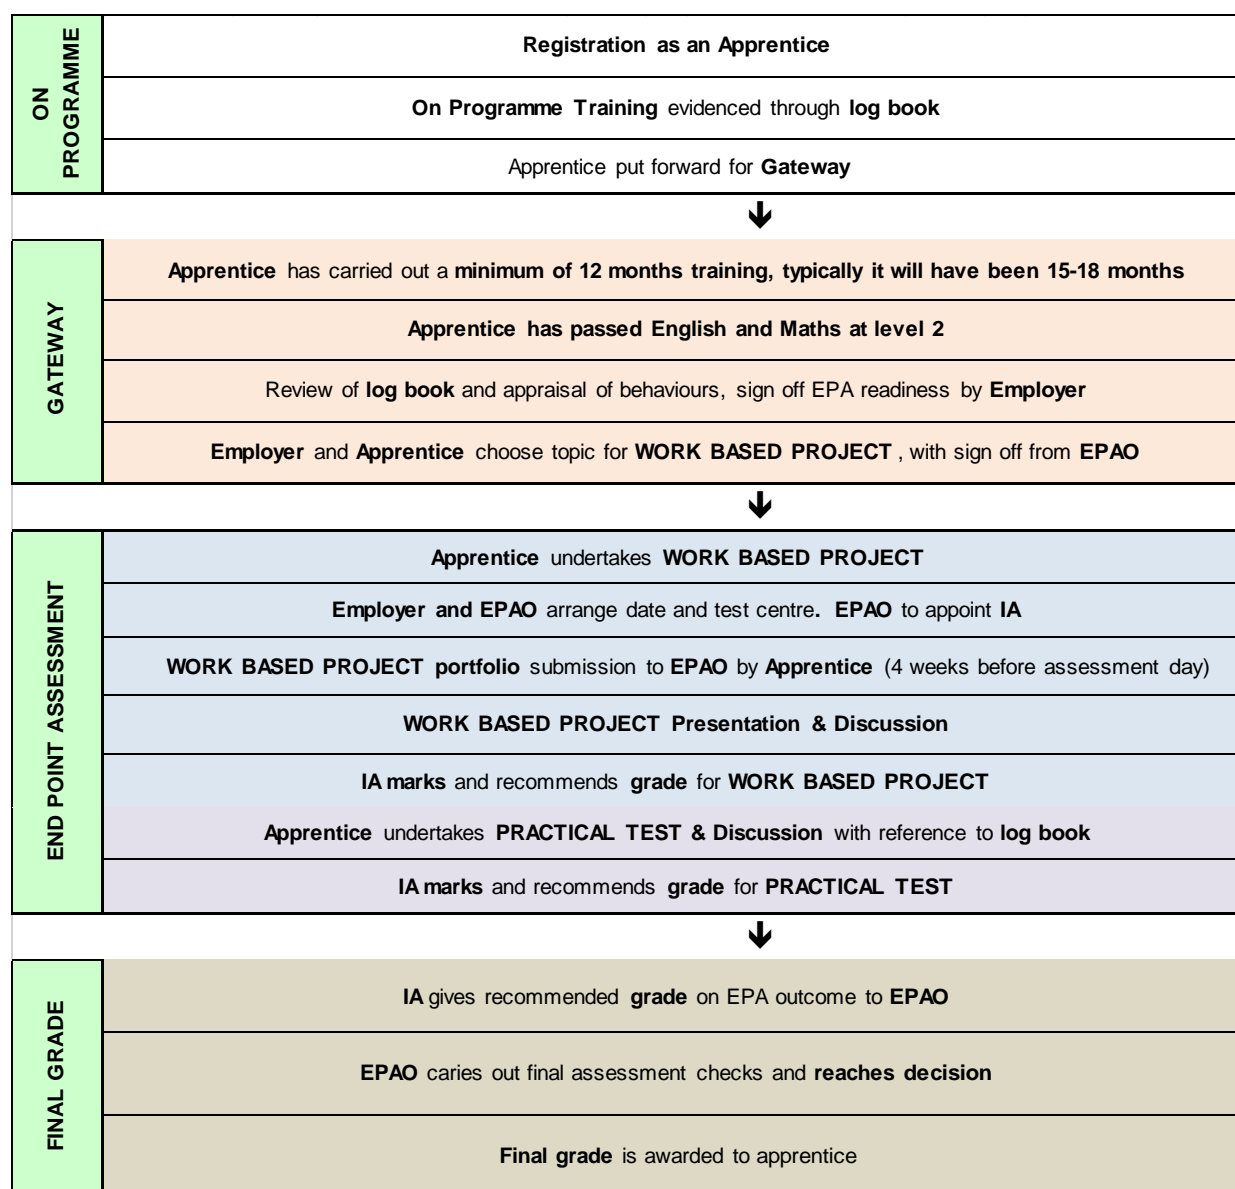 ON
PROGRAMME
Registration as an Apprentice
On Programme Training evidenced through log book
Apprentice put forward for Gateway
GATEWAY
Apprentice has carried out a minimum of 12 months training, typically it will have been 15-18 months
Apprentice has passed English and Maths at level 2
Review of log book and appraisal of behaviours, sign off EPA readiness by Employer
Employer and Apprentice choose topic for WORK BASED PROJECT , with sign off from EPAO
END POINT ASSESSMENT
Apprentice undertakes WORK BASED PROJECT
Employer and EPAO arrange date and test centre. EPAO to appoint IA
WORK BASED PROJECT portfolio submission to EPAO by Apprentice (4 weeks before assessment day)
WORK BASED PROJECT Presentation & Discussion
IA marks and recommends grade for WORK BASED PROJECT
Apprentice undertakes PRACTICAL TEST & Discussion with reference to log book
IA marks and recommends grade for PRACTICAL TEST
FINAL GRADE
IA gives recommended grade on EPA outcome to EPAO
EPAO caries out final assessment checks and reaches decision
Final grade is awarded to apprentice